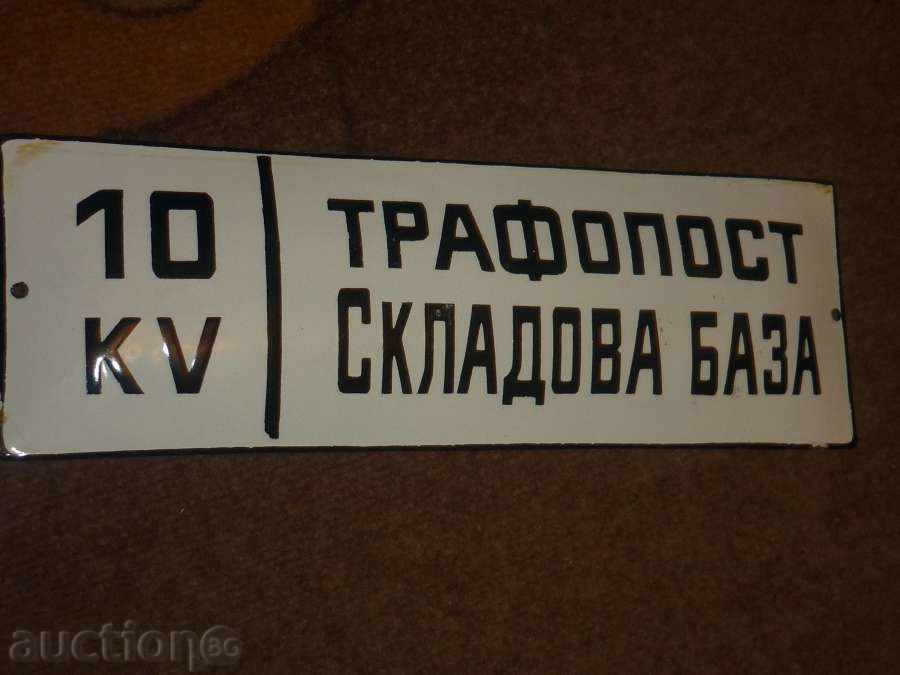 10
KV
ТРАФОПОСТ
СКЛАДОВА БАЗА
auctionBG